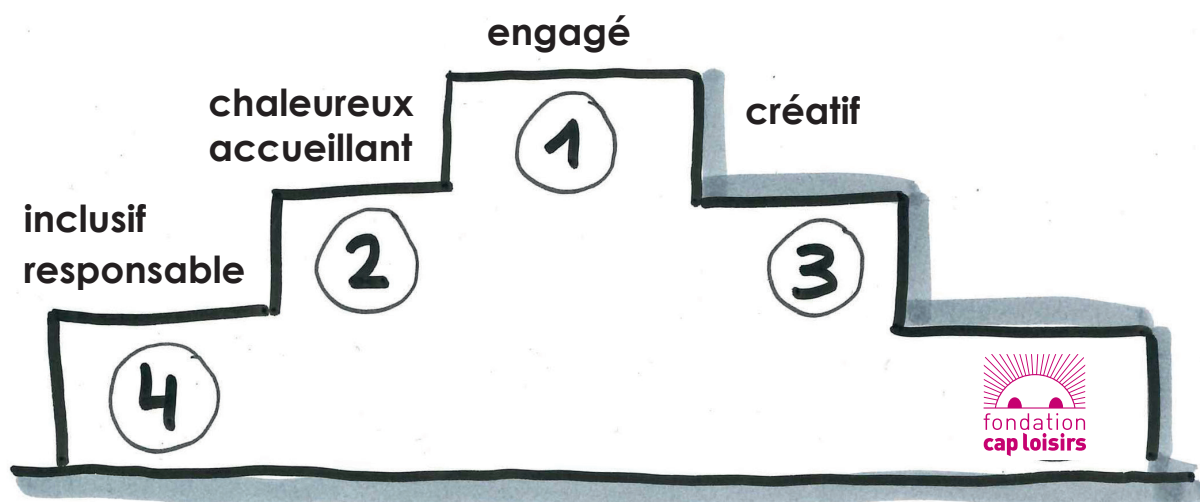 engagé
chaleureux
accueillant
créatif
inclusif
responsable
1
2
3
4
fondation
cap loisirs